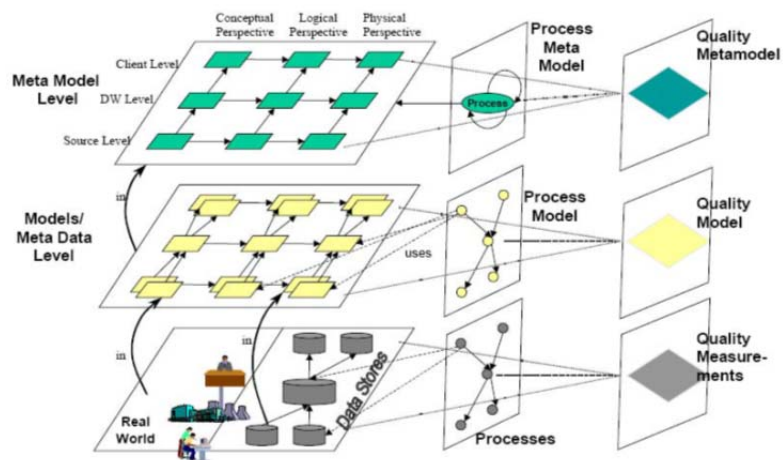 Conceptual Logical Physical
Perspective Perspective Perspective
Process
Meta
Model
Quality
Metamodel
Meta Model
Level
Client Level
DW Level
Source Level
Process
in
Models/
Meta Data
Level
Process
Model
Quality
Model
uses
in
in
Real
World
Data Stores
Processes
Quality
Measure-
ments